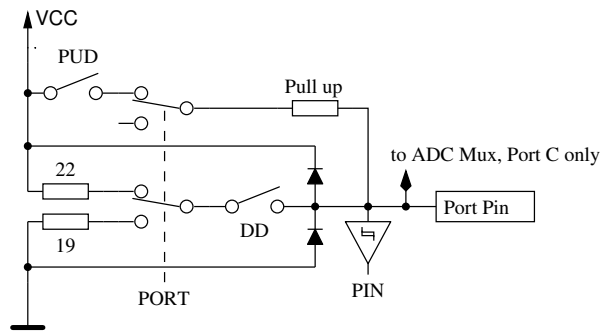 VCC
PUD
Pull up
to ADC Mux, Port C only
22
Port Pin
DD
19
PIN
PORT